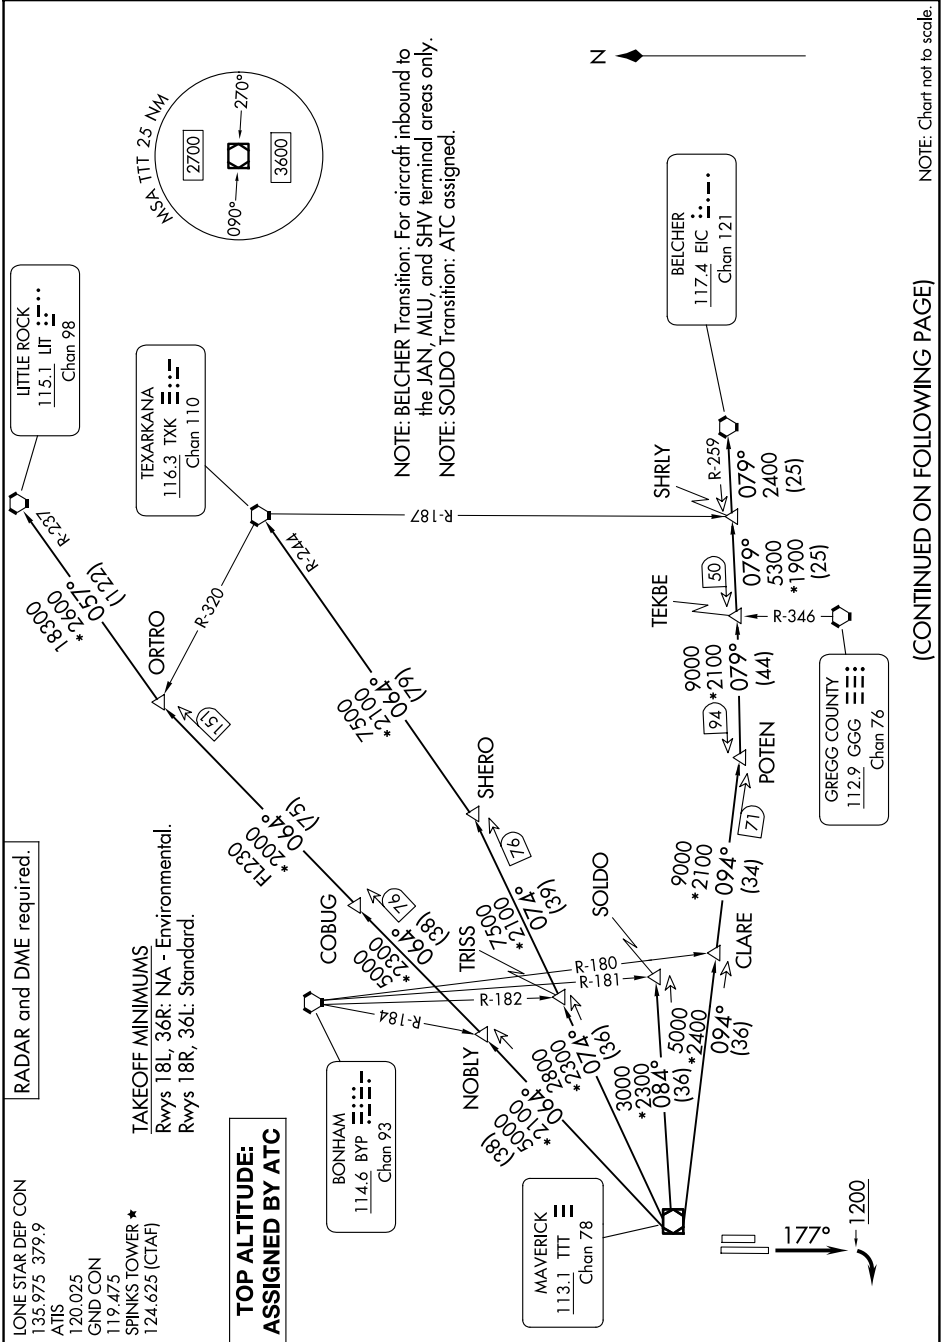 LONE STAR DEP CON
135.975 379.9
ATIS
120.025
GND CON
119.475
SPINKS TOWER ★
124.625 (CTAF)
RADAR and DME required.
TAKEOFF MINIMUMS
Rwys 18L, 36R: NA - Environmental.
Rwys 18R, 36L: Standard.
TOP ALTITUDE:
ASSIGNED BY ATC
LITTLE ROCK
115.1 LIT
Chan 98
MSA TTT 25 NM
2700
090°
270°
3600
R-237
18300
*2600
057°
(122)
TEXARKANA
116.3 TXK
Chan 110
ORTRO
R-320
151
R-244
R-187
NOTE: BELCHER Transition: For aircraft inbound to
the JAN, MLU, and SHV terminal areas only.
NOTE: SOLDO Transition: ATC assigned.
N
FL230
*2000
064°
(75)
7500
*2100
064°
(79)
COBUG
76
SHERO
76
BONHAM
114.6 BYP
Chan 93
5000
*2300
064°
(38)
TRISS
7500
*2100
074°
(39)
R-184
R-182
R-181
R-180
NOBLY
SOLDO
5000
*2100
064°
(38)
2800
*2300
074°
(36)
3000
*2300
084°
(36)
5000
*2400
094°
(36)
CLARE
9000
*2100
094°
(34)
71
POTEN
94
9000
*2100
079°
(44)
TEKBE
50
5300
*1900
079°
(25)
SHRLY
R-259
079°
2400
(25)
BELCHER
117.4 EIC
Chan 121
R-346
GREGG COUNTY
112.9 GGG
Chan 76
MAVERICK
113.1 TTT
Chan 78
177°
1200
(CONTINUED ON FOLLOWING PAGE)
NOTE: Chart not to scale.